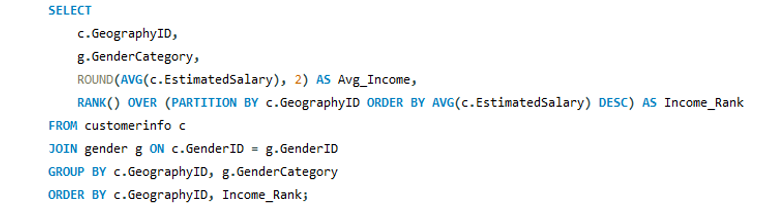 SELECT
c.GeographyID,
g.GenderCategory,
ROUND(AVG(c.EstimatedSalary), 2) AS Avg_Income,
RANK() OVER (PARTITION BY c.GeographyID ORDER BY AVG(c.EstimatedSalary) DESC) AS Income_Rank
FROM customerinfo c
JOIN gender g ON c.GenderID = g.GenderID
GROUP BY c.GeographyID, g.GenderCategory
ORDER BY c.GeographyID, Income_Rank;